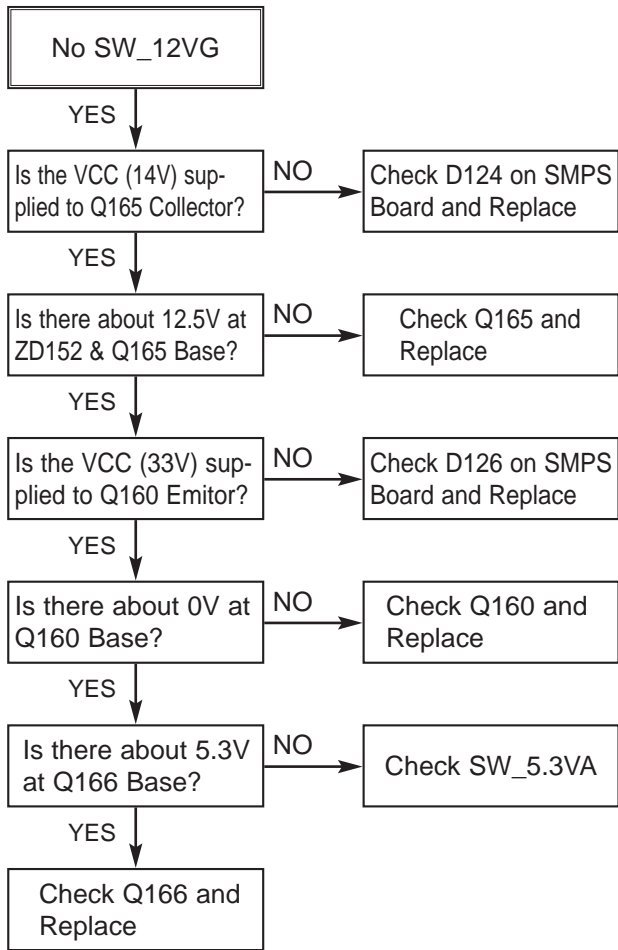 No SW_12VG
YES
Is the VCC (14V) sup-
plied to Q165 Collector?
NO
Check D124 on SMPS
Board and Replace
YES
Is there about 12.5V at
ZD152 & Q165 Base?
NO
Check Q165 and
Replace
YES
Is the VCC (33V) sup-
plied to Q160 Emitor?
NO
Check D126 on SMPS
Board and Replace
YES
Is there about 0V at
Q160 Base?
NO
Check Q160 and
Replace
YES
Is there about 5.3V
at Q166 Base?
NO
Check SW_5.3VA
YES
Check Q166 and
Replace